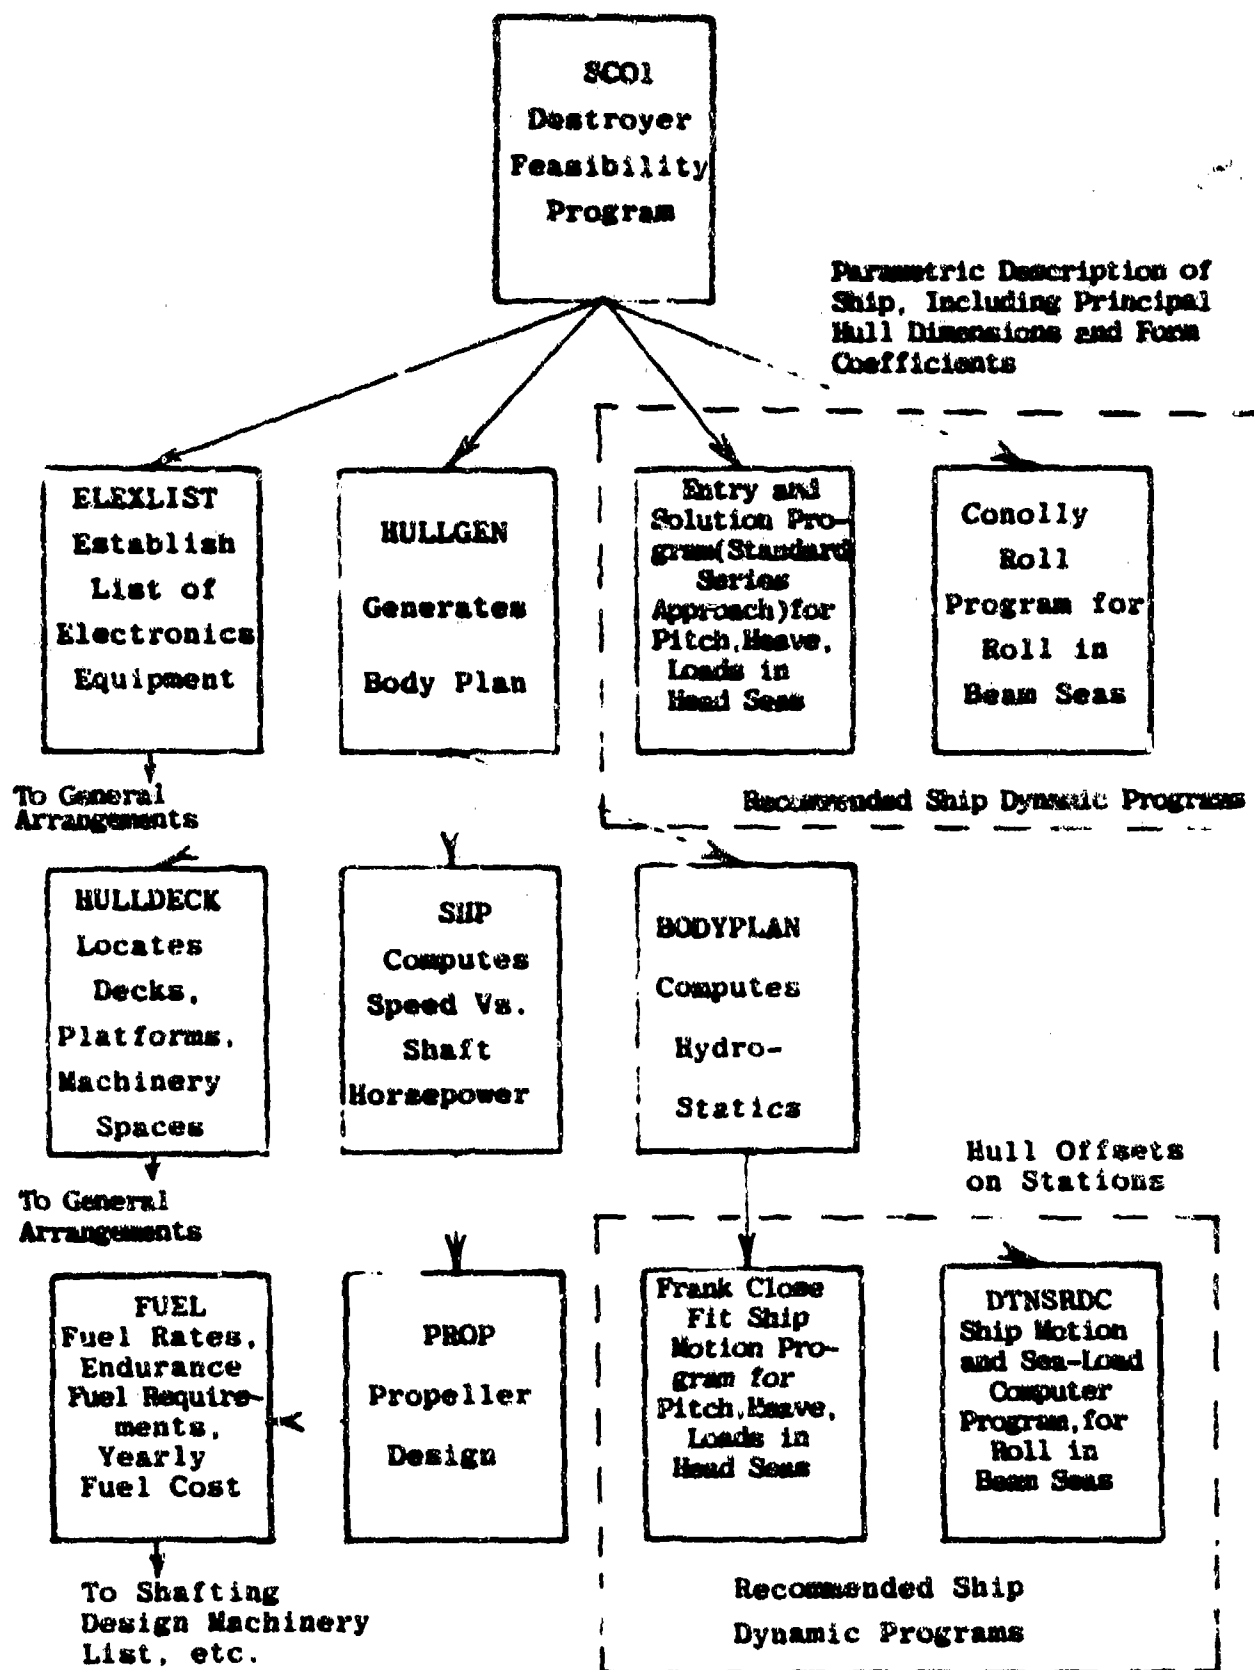 SCO1
Destroyer
Feasibility
Program
Parametric Description of
Ship, Including Principal
Hull Dimensions and Form
Coefficients
ELEXLIST
Establish
List of
Electronics
Equipment
HULLGEN
Generates
Body Plan
Entry and
Solution Pro-
gram(Standard
Series
Approach)for
Pitch,Heave,
Loads in
Head Seas
Conolly
Roll
Program for
Roll in
Beam Seas
To General
Arrangements
Recommended Ship Dynamic Programs
HULLDECK
Locates
Decks,
Platforms,
Machinery
Spaces
SHP
Computes
Speed Vs.
Shaft
Horsepower
BODYPLAN
Computes
Hydro-
Statics
To General
Arrangements
Hull Offsets
on Stations
FUEL
Fuel Rates,
Endurance
Fuel Require-
ments,
Yearly
Fuel Cost
PROP
Propeller
Design
Frank Close
Fit Ship
Motion Pro-
gram for
Pitch,Heave,
Loads in
Head Seas
DTNSRDC
Ship Motion
and Sea-Load
Computer
Program,for
Roll in
Beam Seas
To Shafting
Design Machinery
List, etc.
Recommended Ship
Dynamic Programs